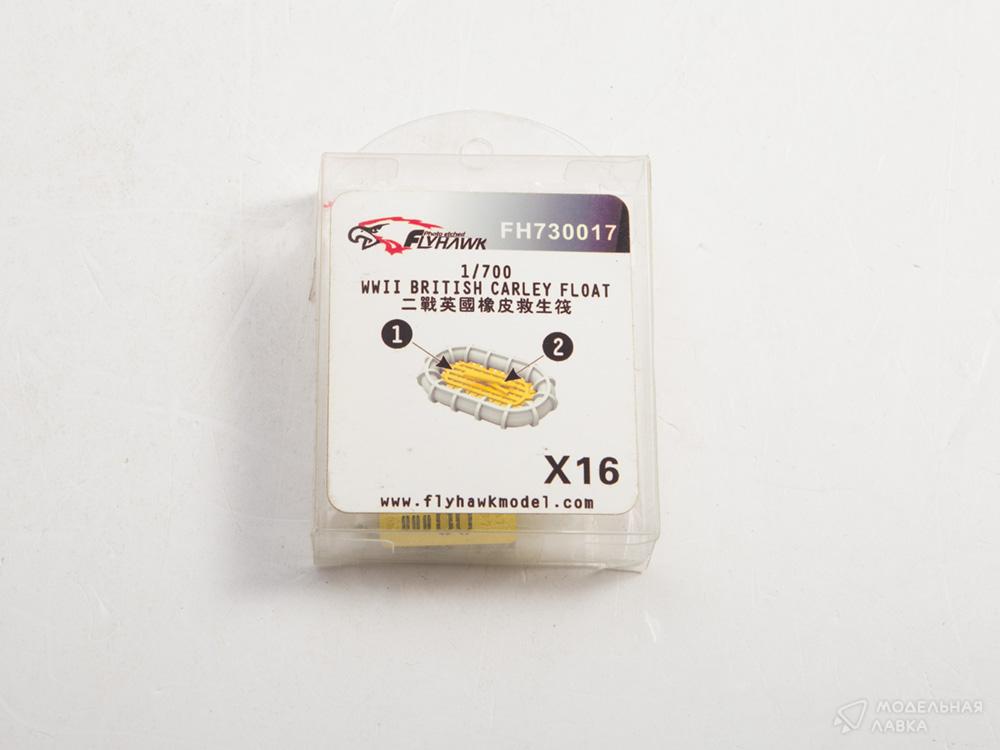 Photo etched
FLYHAWK
FH730017
1/700
WWII BRITISH CARLEY FLOAT
二戰英國橡皮救生筏
1
2
X16
www.flyhawkmodel.com
МОДЕЛЬНАЯ
ЛАВКА